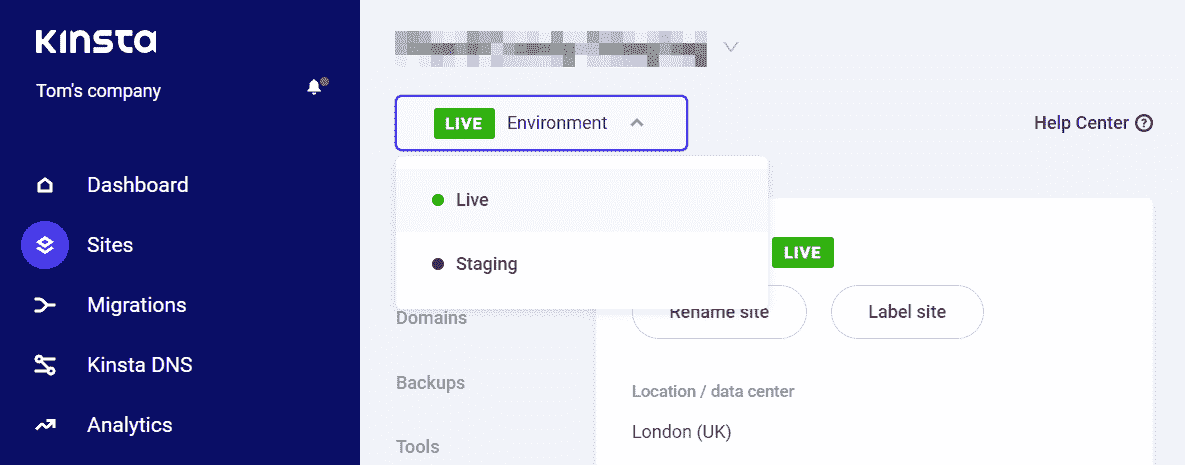 KINSTA
Tom's company
Dashboard
Sites
Migrations
Kinsta DNS
Analytics
LIVE Environment
Help Center
Live
Staging
LIVE
Rename site
Label site
Domains
Backups
Tools
Location / data center
London (UK)